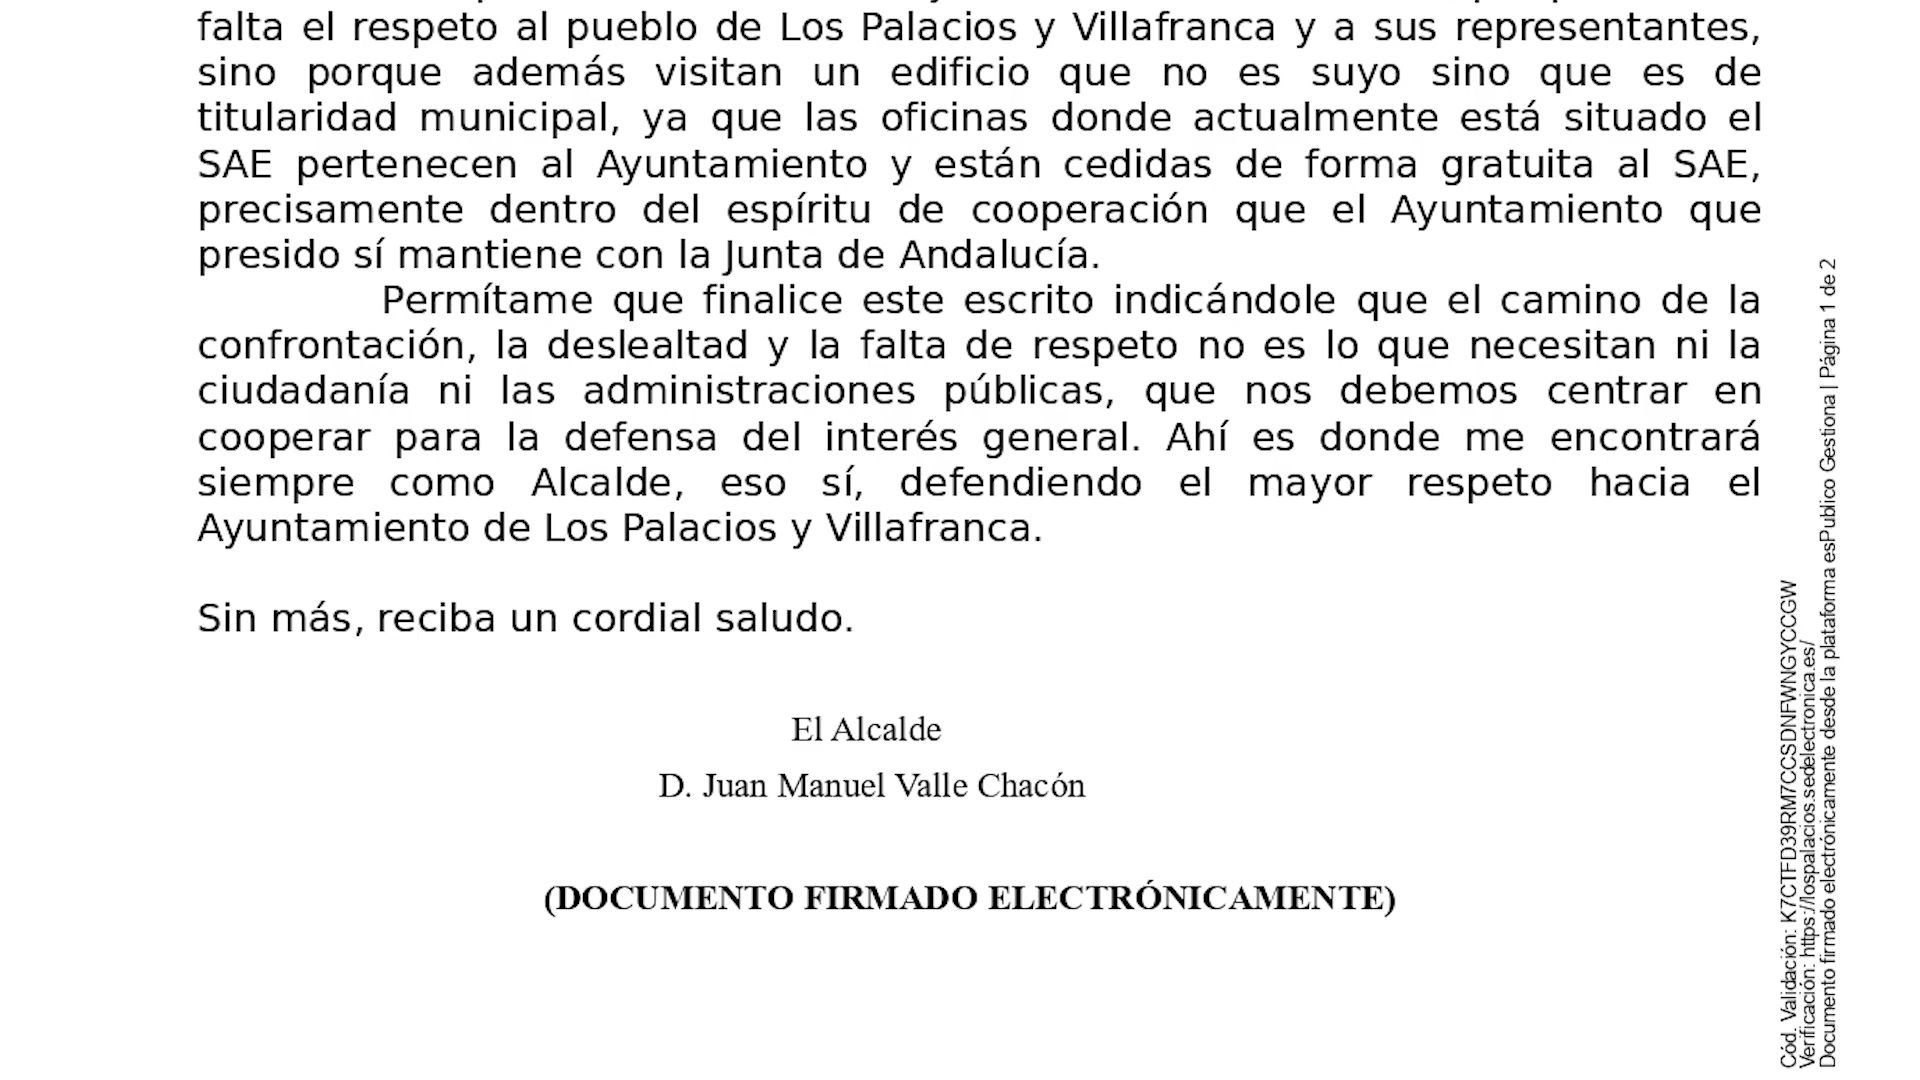 falta el respeto al pueblo de Los Palacios y Villafranca y a sus representantes,
sino porque además visitan un edificio que no es suyo sino que es de
titularidad municipal, ya que las oficinas donde actualmente está situado el
SAE pertenecen al Ayuntamiento y están cedidas de forma gratuita al SAE,
precisamente dentro del espíritu de cooperación que el Ayuntamiento que
presido sí mantiene con la Junta de Andalucía.
Permítame que finalice este escrito indicándole que el camino de la
confrontación, la deslealtad y la falta de respeto no es lo que necesitan ni la
ciudadanía ni las administraciones públicas, que nos debemos centrar en
cooperar para la defensa del interés general. Ahí es donde me encontrará
siempre como Alcalde, eso sí, defendiendo el mayor respeto hacia el
Ayuntamiento de Los Palacios y Villafranca.
Sin más, reciba un cordial saludo.
El Alcalde
D. Juan Manuel Valle Chacón
(DOCUMENTO FIRMADO ELECTRÓNICAMENTE)
Cód. Validación: K7CTFD39RM7CCSDNFWNGYCCGW
Verificación: https://lospalacios.sedelectronica.es/
Documento firmado electrónicamente desde la plataforma esPublico Gestiona | Página 1 de 2